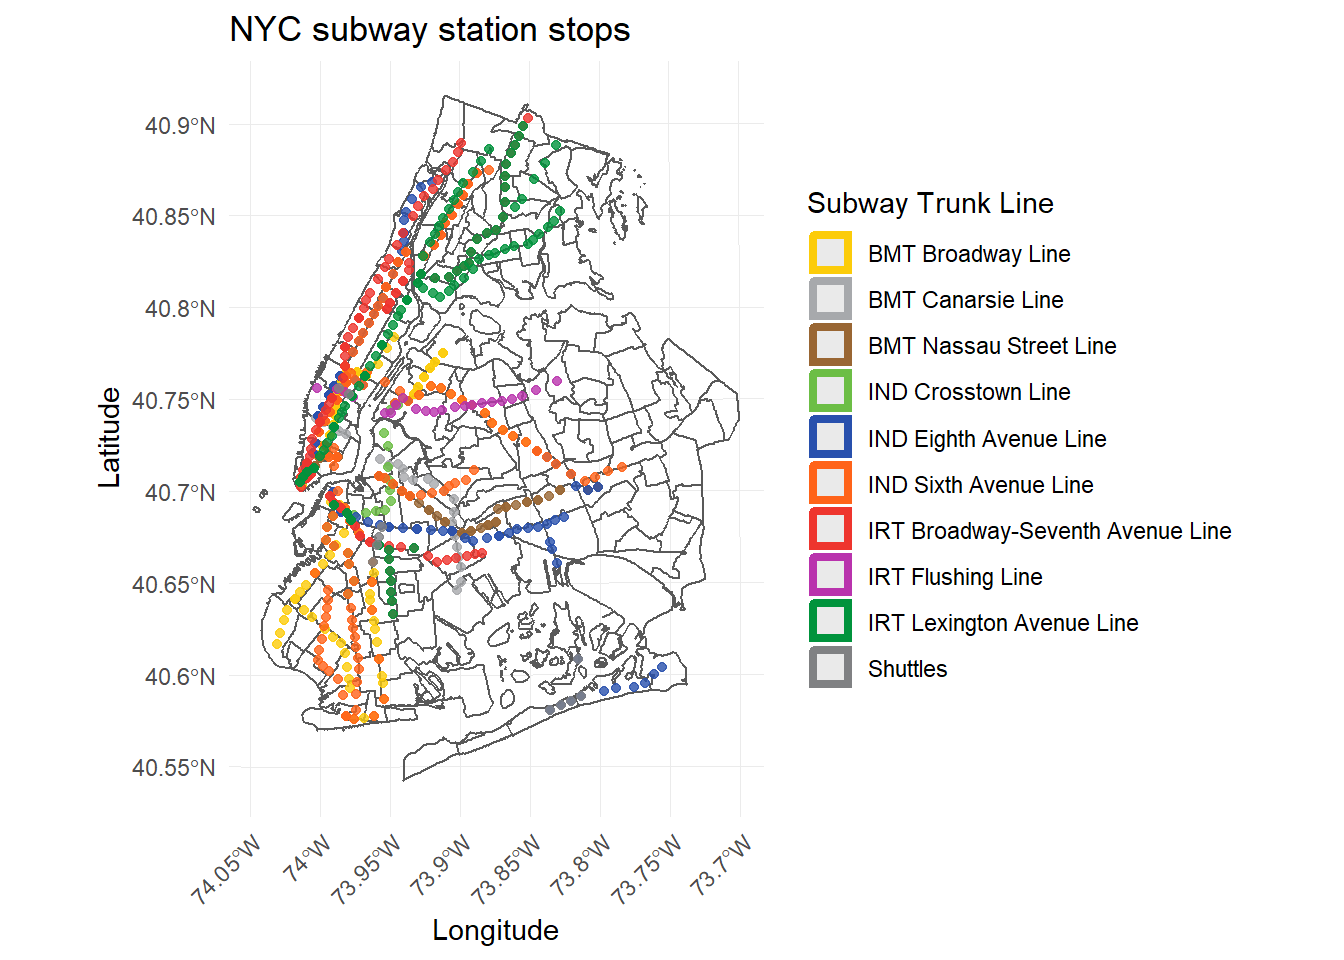 NYC subway station stops
40.9°N
40.85°N
40.8°N
40.75°N
40.7°N
40.65°N
40.6°N
40.55°N
Latitude
74.05°W
74°W
73.95°W
73.9°W
73.85°W
73.8°W
73.75°W
73.7°W
Longitude
Subway Trunk Line
BMT Broadway Line
BMT Canarsie Line
BMT Nassau Street Line
IND Crosstown Line
IND Eighth Avenue Line
IND Sixth Avenue Line
IRT Broadway-Seventh Avenue Line
IRT Flushing Line
IRT Lexington Avenue Line
Shuttles